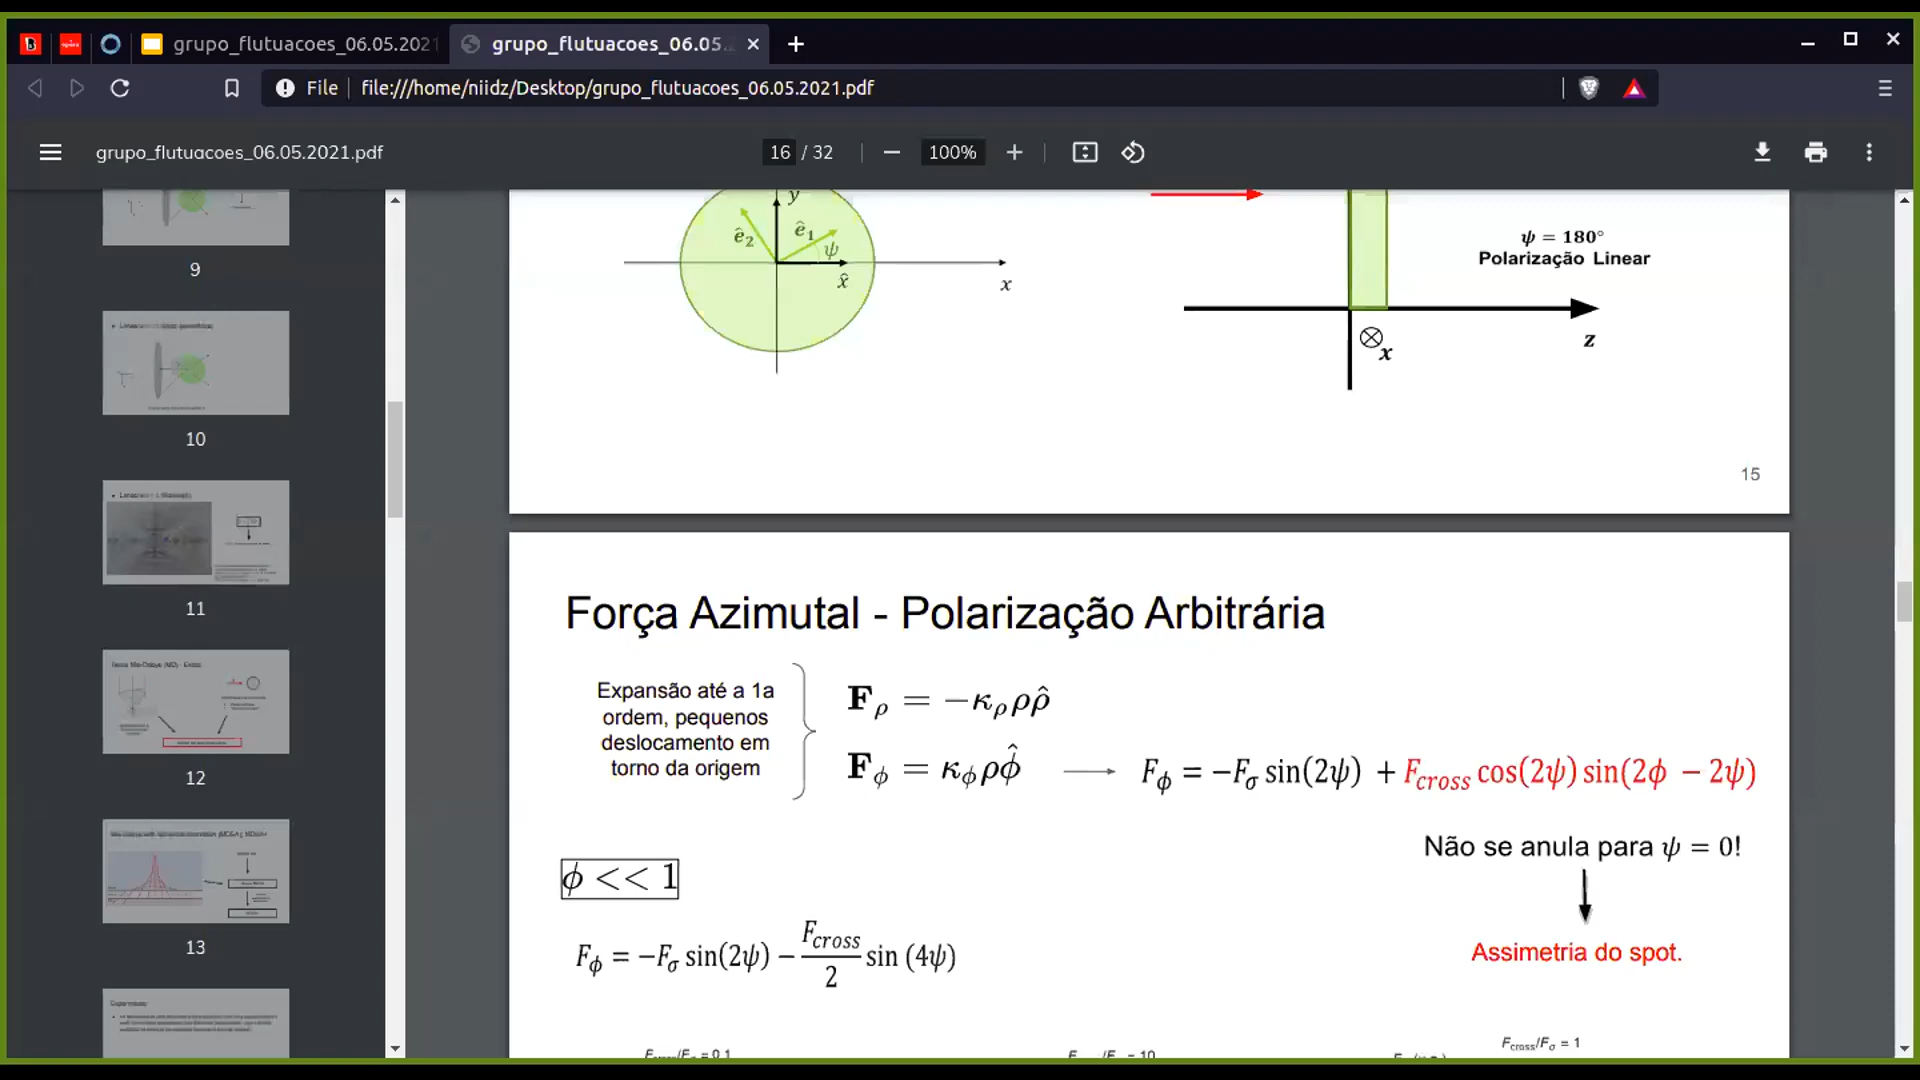 grupo_flutuacoes_06.05.2021
grupo_flutuacoes_06.05.
File
file:///home/niidz/Desktop/grupo_flutuacoes_06.05.2021.pdf
grupo_flutuacoes_06.05.2021.pdf
16 / 32
100%
9
10
11
12
13
y
ê₂
ê₁
ψ
x̂
x
ψ = 180°
Polarização Linear
z
x
15
Força Azimutal - Polarização Arbitrária
Expansão até a 1a
ordem, pequenos
deslocamento em
torno da origem
F_ρ = −κ_ρ ρ ρ̂
F_ϕ = κ_ϕ ρ ϕ̂
F_ϕ = −F_σ sin(2ψ) + F_cross cos(2ψ) sin(2ϕ − 2ψ)
Não se anula para ψ = 0!
ϕ << 1
F_ϕ = −F_σ sin(2ψ) − F_cross/2 sin (4ψ)
Assimetria do spot.
F_cross/F_σ = 1